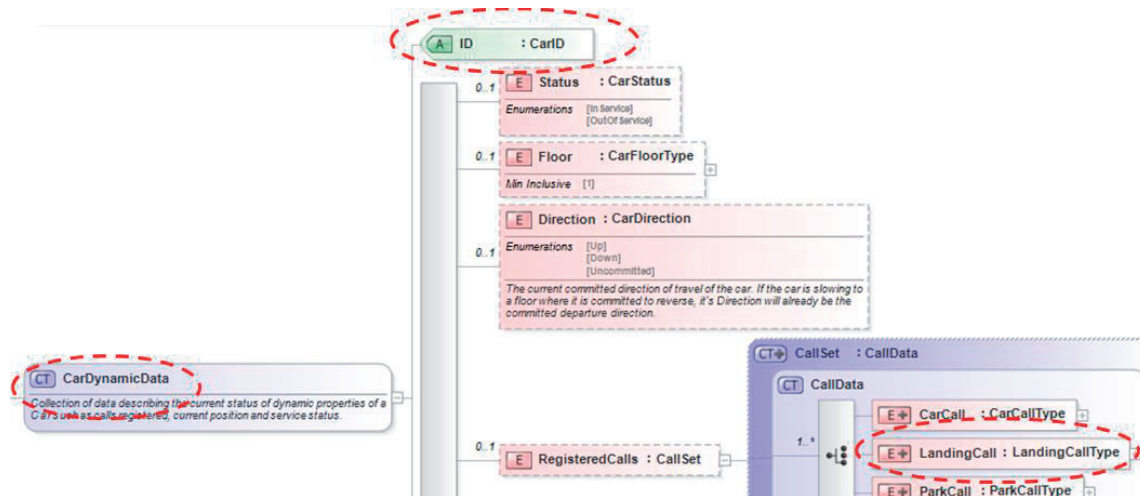 A ID : CarID
0..1 E Status : CarStatus
Enumerations [In Service]
[OutOf Service]
0..1 E Floor : CarFloorType
Min Inclusive [1]
E Direction : CarDirection
0..1 Enumerations [Up]
[Down]
[Uncommitted]
The current committed direction of travel of the car. If the car is slowing to
a floor where it is committed to reverse, it's Direction will already be the
committed departure direction.
CT CarDynamicData
Collection of data describing the current status of dynamic properties of a
Car such as calls registered, current position and service status.
CT CallSet : CallData
CT CallData
E CarCall : CarCallType
1..*
E LandingCall : LandingCallType
0..1 E RegisteredCalls : CallSet
E ParkCall : ParkCallType